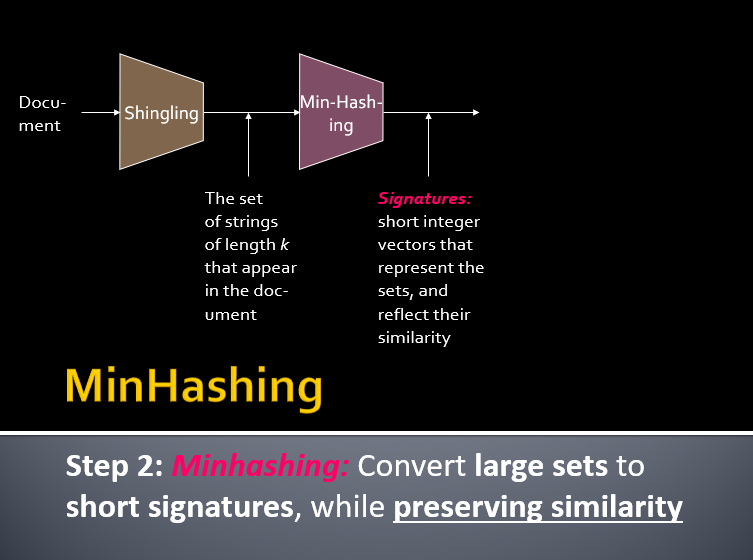 Docu-
ment
Shingling
Min-Hash-
ing
The set
of strings
of length k
that appear
in the doc-
ument
Signatures:
short integer
vectors that
represent the
sets, and
reflect their
similarity
MinHashing
Step 2: Minhashing: Convert large sets to
short signatures, while preserving similarity